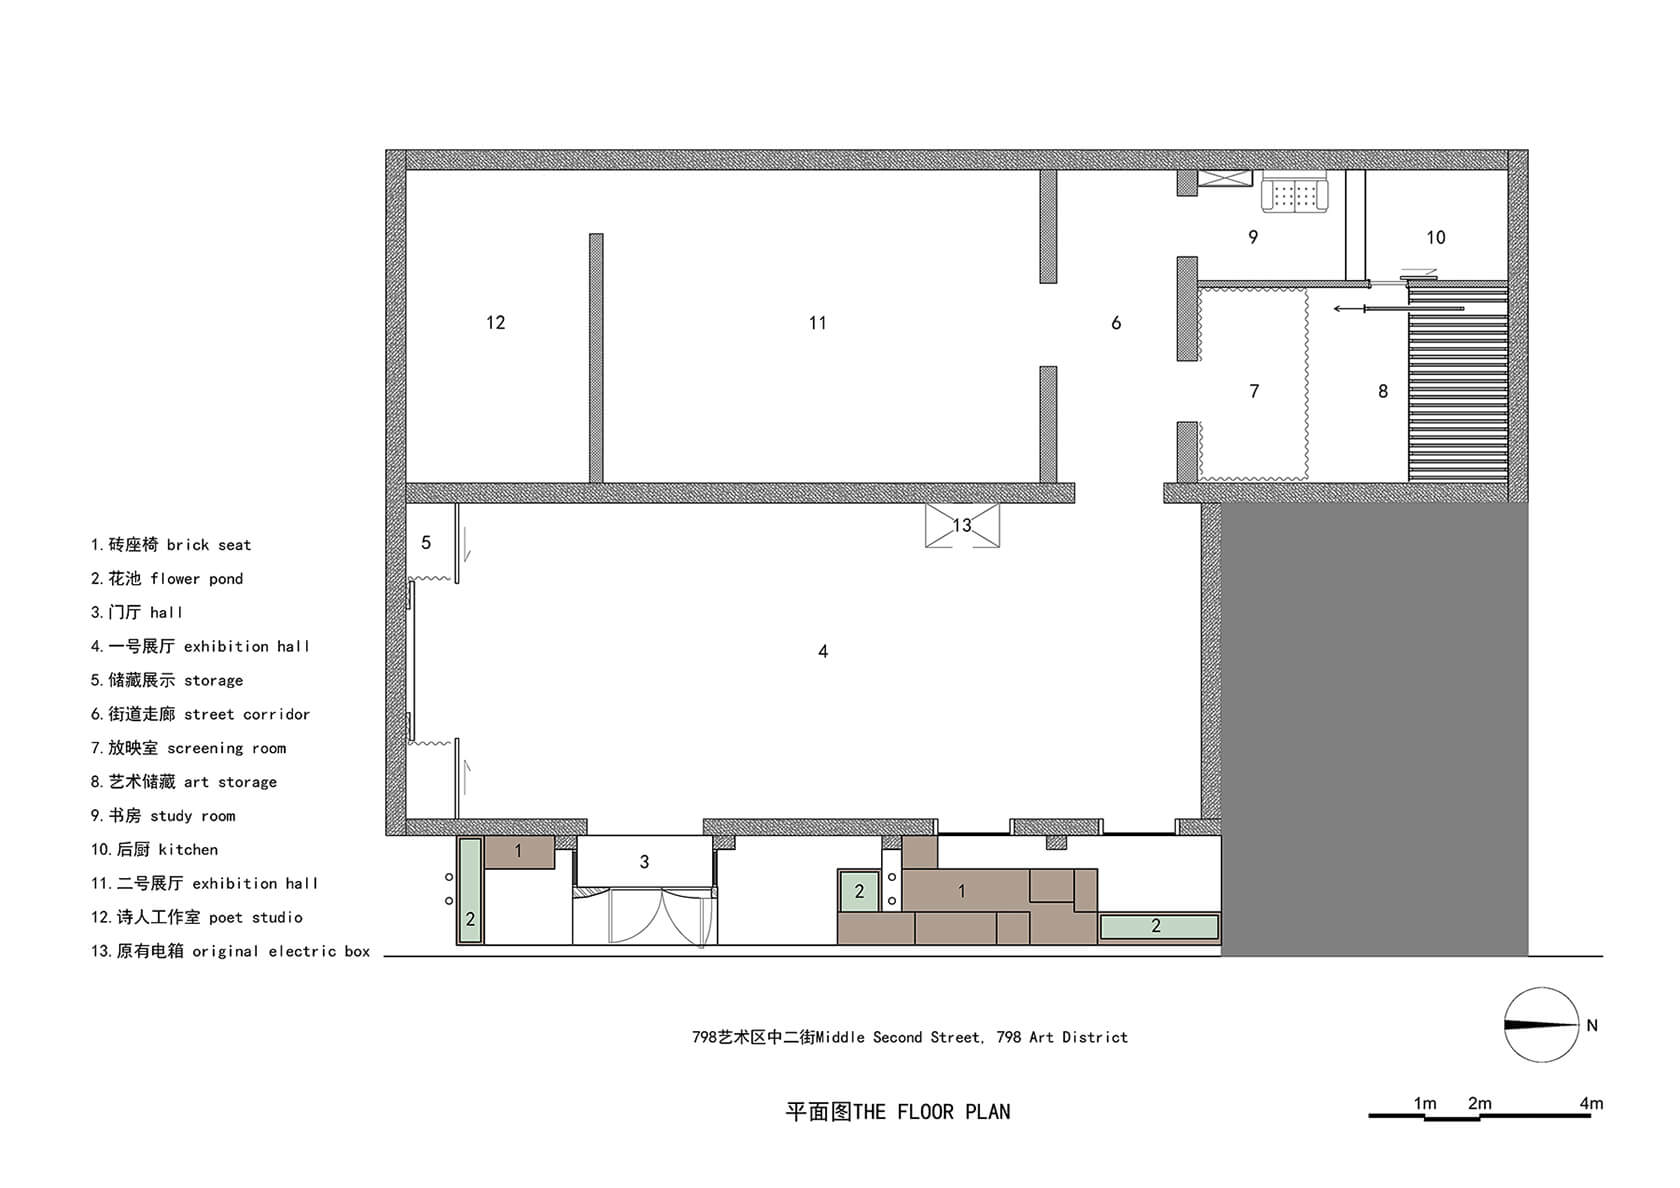 12
11
6
9
10
7
8
5
13
4
1
3
2
2
1
2
1.砖座椅 brick seat
2.花池 flower pond
3.门厅 hall
4.一号展厅 exhibition hall
5.储藏展示 storage
6.街道走廊 street corridor
7.放映室 screening room
8.艺术储藏 art storage
9.书房 study room
10.后厨 kitchen
11.二号展厅 exhibition hall
12.诗人工作室 poet studio
13.原有电箱 original electric box
798艺术区中二街Middle Second Street, 798 Art District
N
平面图THE FLOOR PLAN
1m 2m 4m